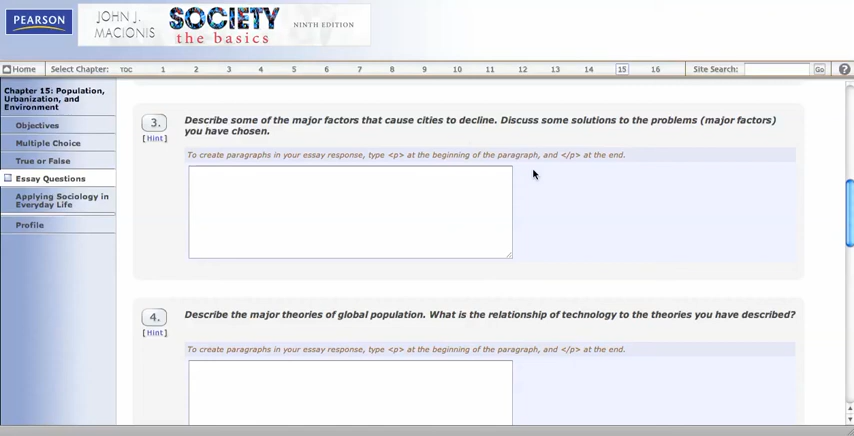 PEARSON
JOHN J.
MACIONIS
SOCIETY
the basics
NINTH EDITION
Home
Select Chapter: TOC 1 2 3 4 5 6 7 8 9 10 11 12 13 14 15 16
Site Search:
Go
?
Chapter 15: Population,
Urbanization, and
Environment
Objectives
Multiple Choice
True or False
Essay Questions
Applying Sociology in
Everyday Life
Profile
3.
[Hint]
Describe some of the major factors that cause cities to decline. Discuss some solutions to the problems (major factors)
you have chosen.
To create paragraphs in your essay response, type <p> at the beginning of the paragraph, and </p> at the end.
4.
[Hint]
Describe the major theories of global population. What is the relationship of technology to the theories you have described?
To create paragraphs in your essay response, type <p> at the beginning of the paragraph, and </p> at the end.